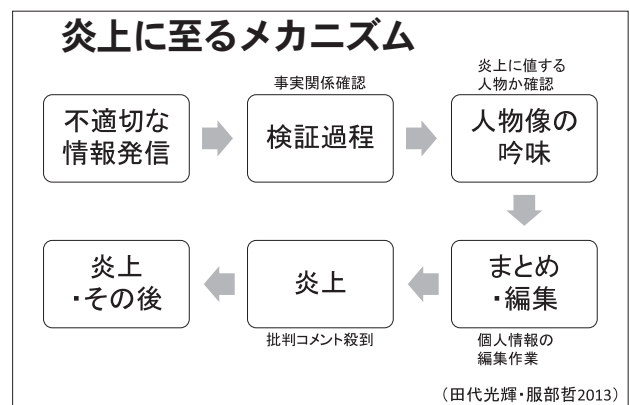 炎上に至るメカニズム
事実関係確認
炎上に値する
人物か確認
不適切な
情報発信
検証過程
人物像の
吟味
まとめ
・編集
個人情報の
編集作業
炎上
批判コメント殺到
炎上
・その後
（田代光輝・服部哲2013）